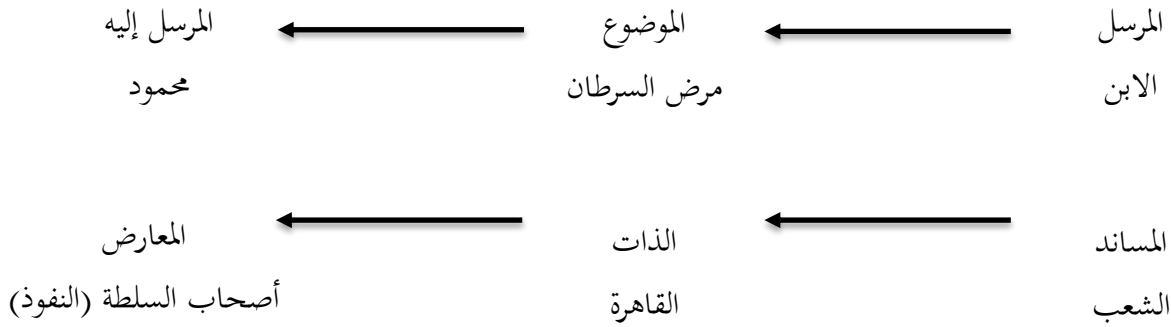 المرسل الموضوع المرسل إليه
الابن مرض السرطان محمود
المساند الذات المعارض
الشعب القاهرة أصحاب السلطة (النفوذ)